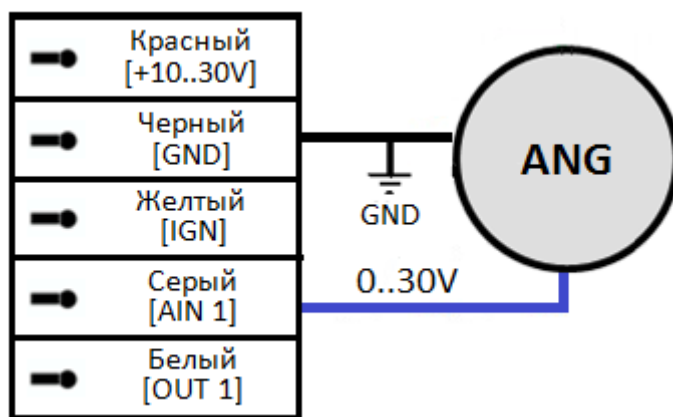 Красный
[+10..30V]
Черный
[GND]
ANG
GND
Желтый
[IGN]
Серый
[AIN 1]
0..30V
Белый
[OUT 1]